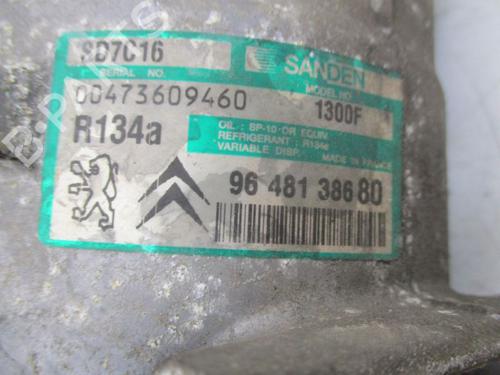 SD7C16
SANDEN
SERIAL NO.
MODEL NO.
00473609460
1300F
R134a
OIL : SP-10 OR EQUIV.
REFRIGERANT : R134a
VARIABLE DISP.
MADE IN FRANCE
96 481 386 80